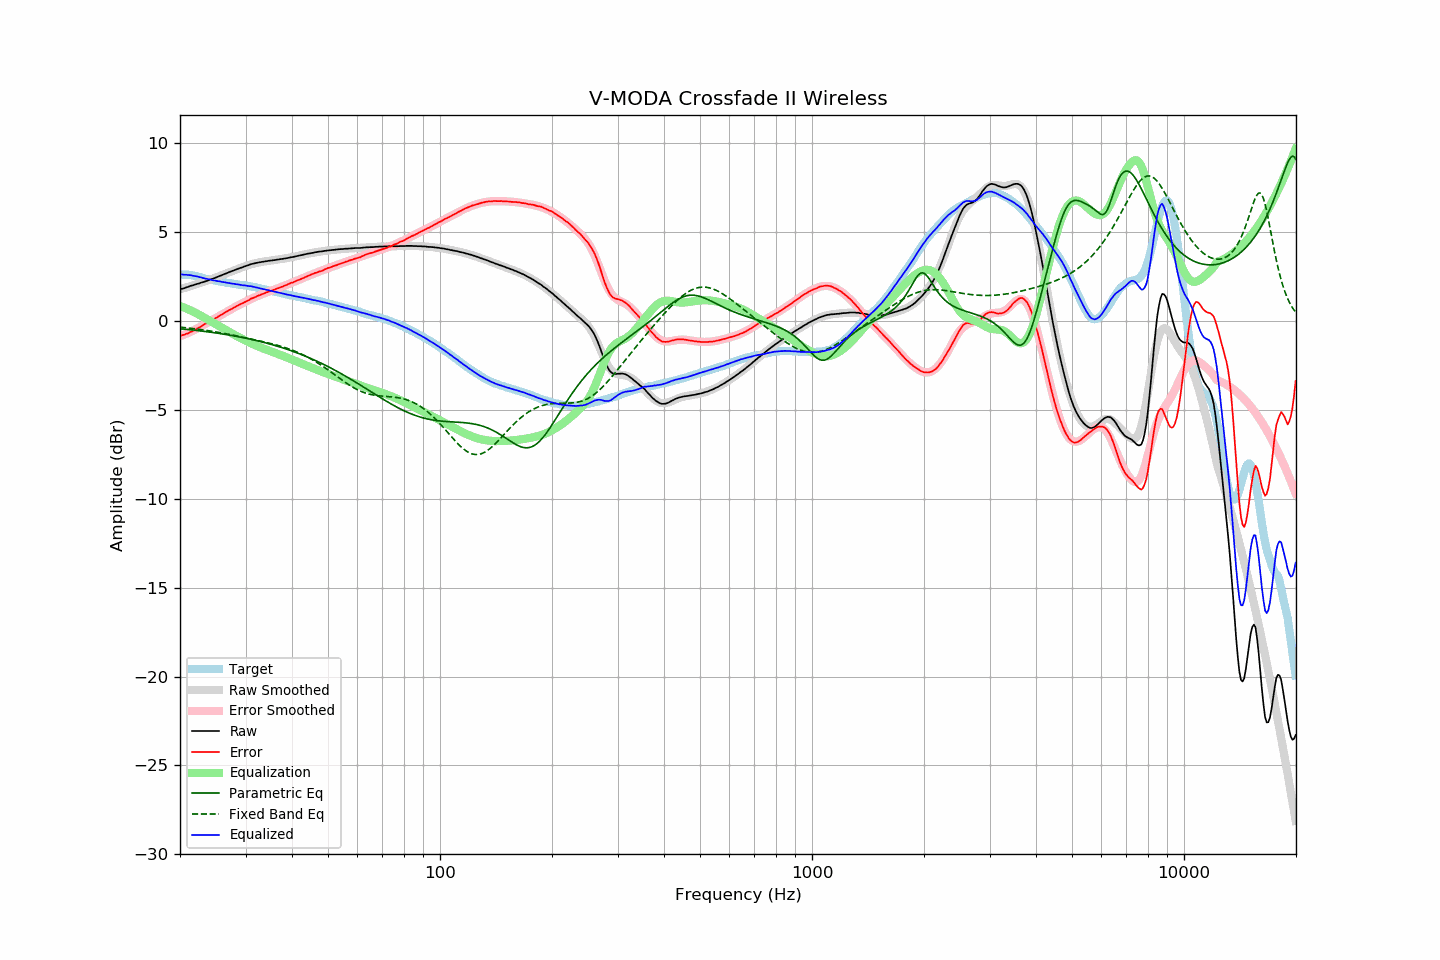 V-MODA Crossfade II Wireless
10
5
0
−5
−10
−15
−20
−25
−30
Amplitude (dBr)
Target
Raw Smoothed
Error Smoothed
Raw
Error
Equalization
Parametric Eq
Fixed Band Eq
Equalized
100 1000 10000
Frequency (Hz)